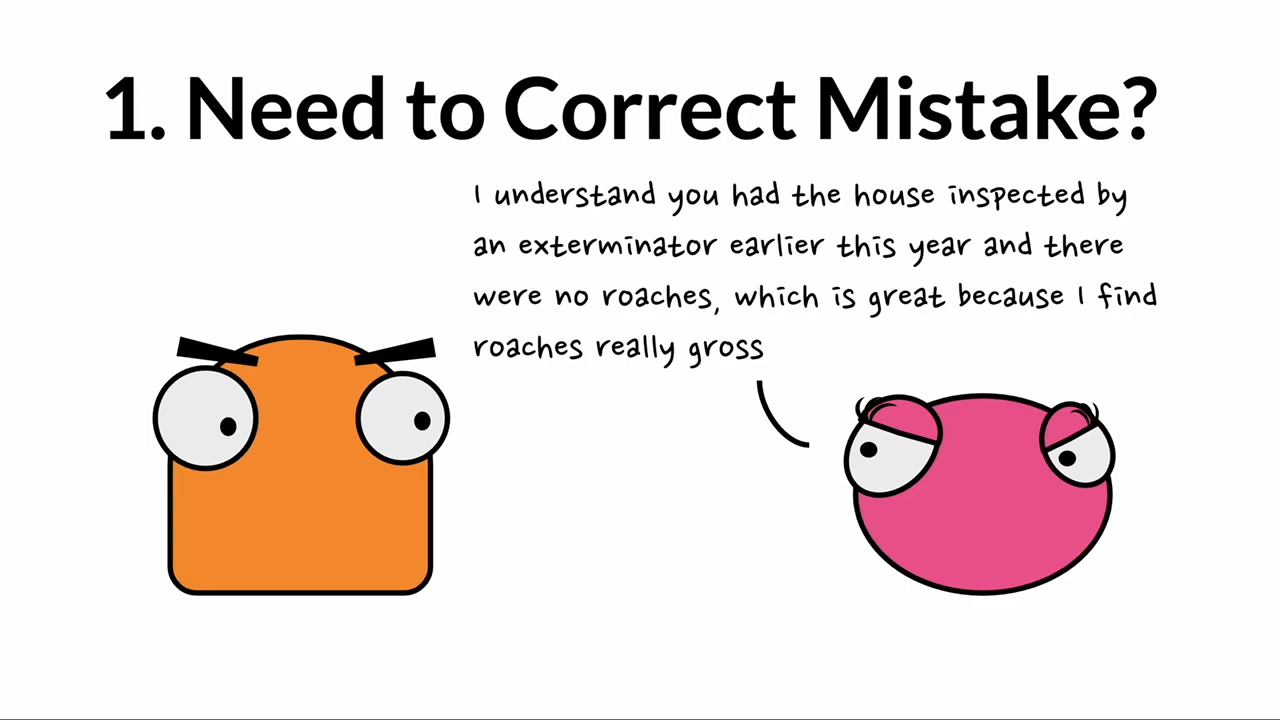 1. Need to Correct Mistake?
I understand you had the house inspected by
an exterminator earlier this year and there
were no roaches, which is great because I find
roaches really gross